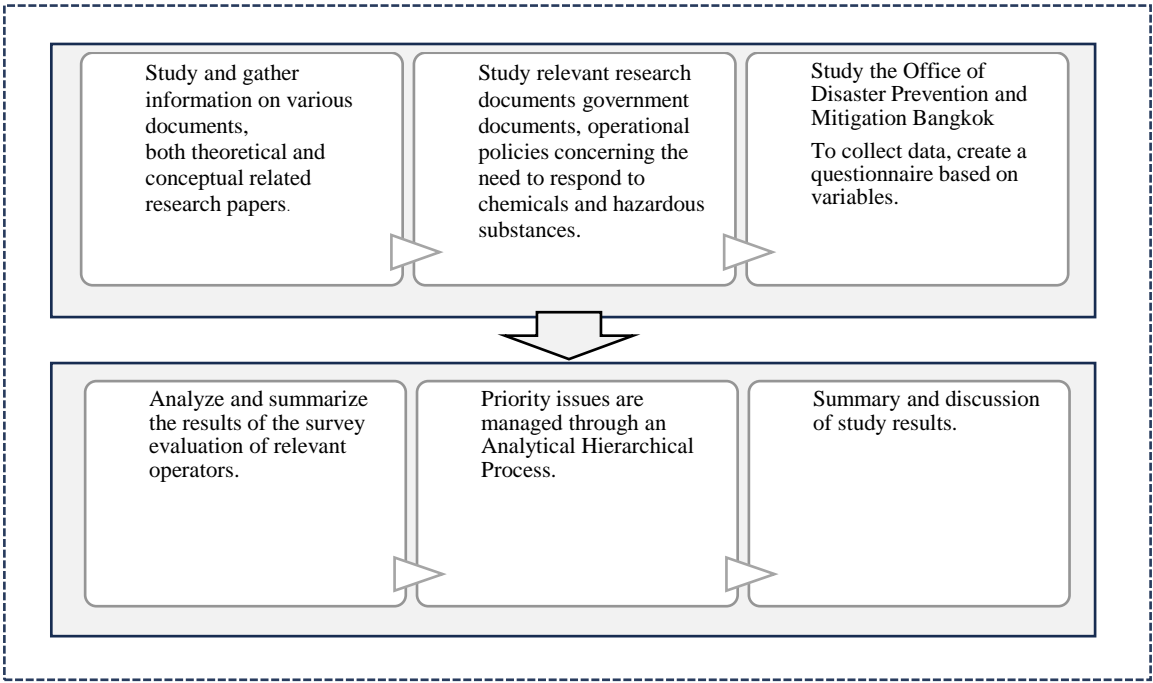 Study and gather
information on various
documents,
both theoretical and
conceptual related
research papers.
Study relevant research
documents government
documents, operational
policies concerning the
need to respond to
chemicals and hazardous
substances.
Study the Office of
Disaster Prevention and
Mitigation Bangkok
To collect data, create a
questionnaire based on
variables.
Analyze and summarize
the results of the survey
evaluation of relevant
operators.
Priority issues are
managed through an
Analytical Hierarchical
Process.
Summary and discussion
of study results.